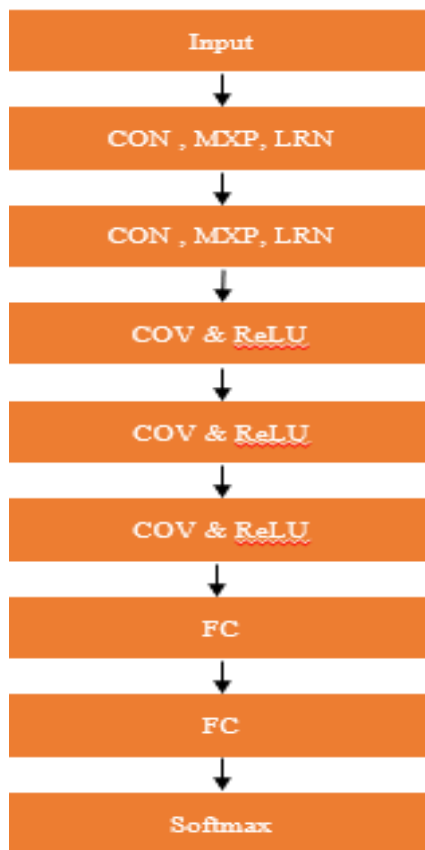 Input
CON , MXP, LRN
CON , MXP, LRN
COV & ReLU
COV & ReLU
COV & ReLU
FC
FC
Softmax